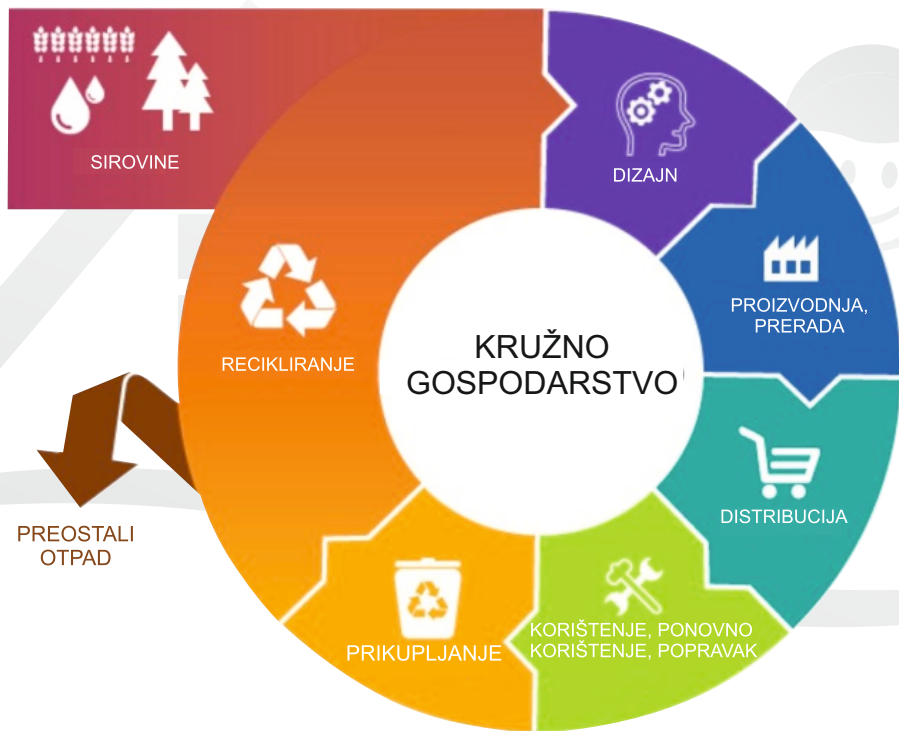 SIROVINE
DIZAJN
PROIZVODNJA,
PRERADA
DISTRIBUCIJA
KORIŠTENJE, PONOVNO
KORIŠTENJE, POPRAVAK
PRIKUPLJANJE
RECIKLIRANJE
PREOSTALI
OTPAD
KRUŽNO
GOSPODARSTVO